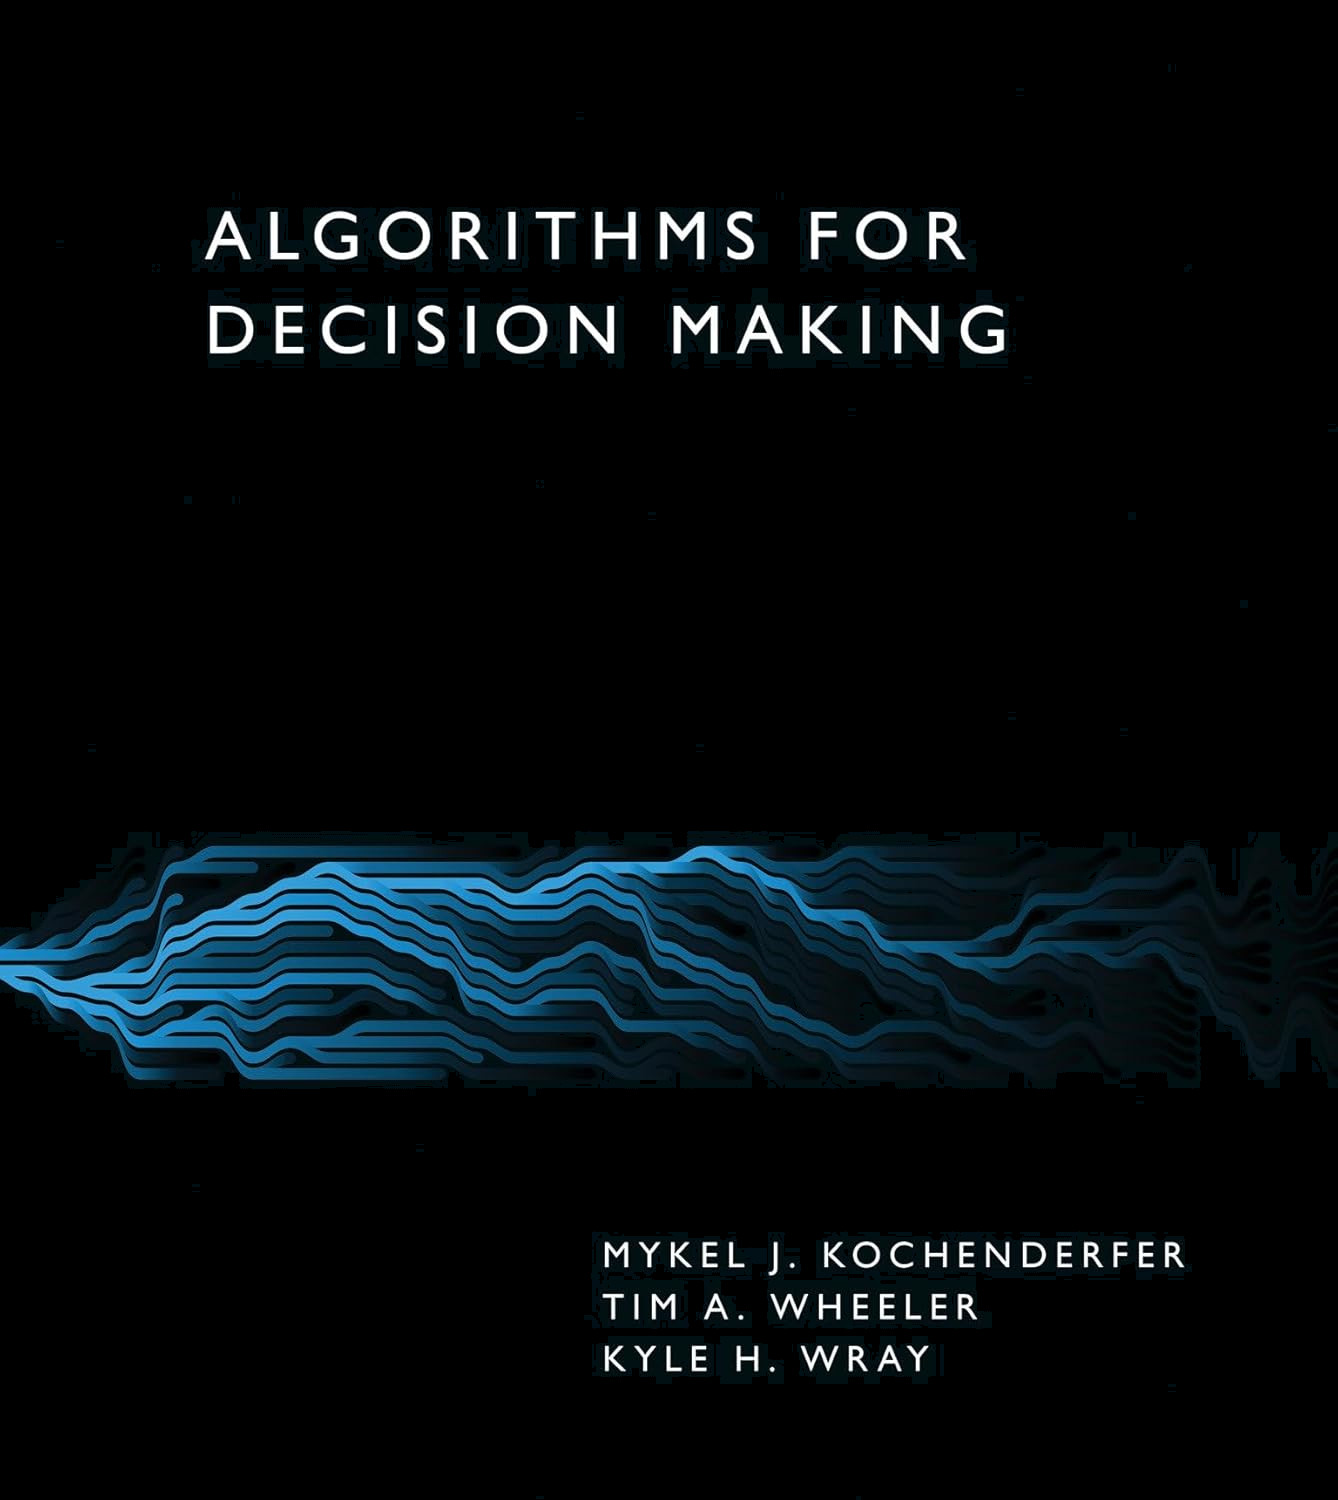 ALGORITHMS FOR
DECISION MAKING
MYKEL J. KOCHENDERFER
TIM A. WHEELER
KYLE H. WRAY